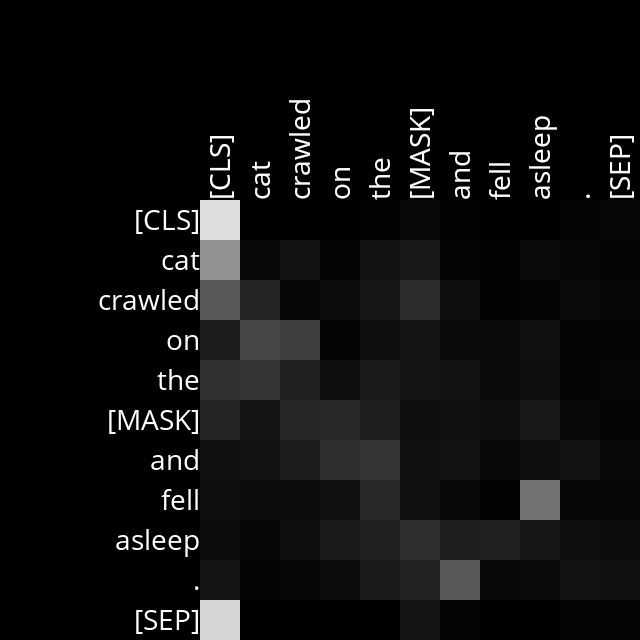 [CLS] cat crawled on the [MASK] and fell asleep . [SEP]
[CLS]
cat
crawled
on
the
[MASK]
and
fell
asleep
.
[SEP]